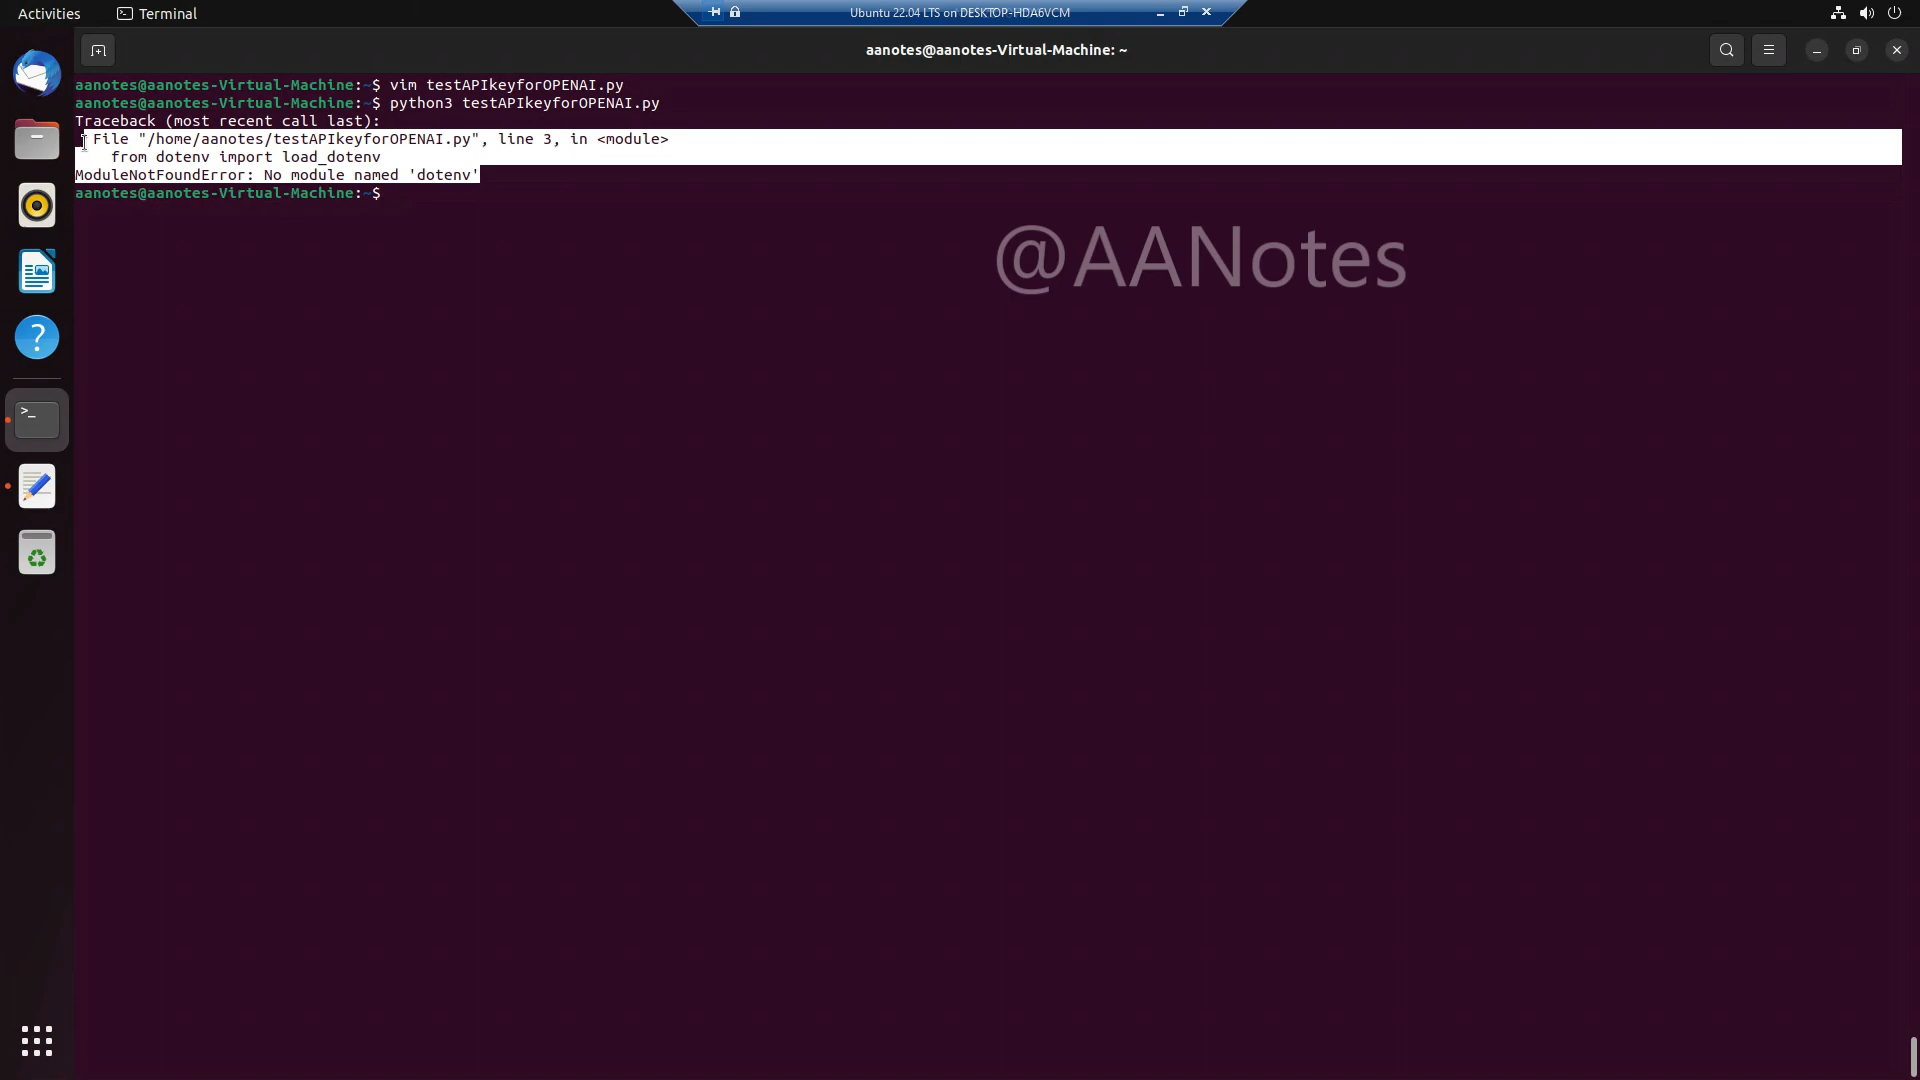 Activities
Terminal
Ubuntu 22.04 LTS on DESKTOP-HDA6VCM
aanotes@aanotes-Virtual-Machine: ~
aanotes@aanotes-Virtual-Machine:~$ vim testAPIkeyforOPENAI.py
aanotes@aanotes-Virtual-Machine:~$ python3 testAPIkeyforOPENAI.py
Traceback (most recent call last):
  File "/home/aanotes/testAPIkeyforOPENAI.py", line 3, in <module>
    from dotenv import load_dotenv
ModuleNotFoundError: No module named 'dotenv'
aanotes@aanotes-Virtual-Machine:~$
@AANotes